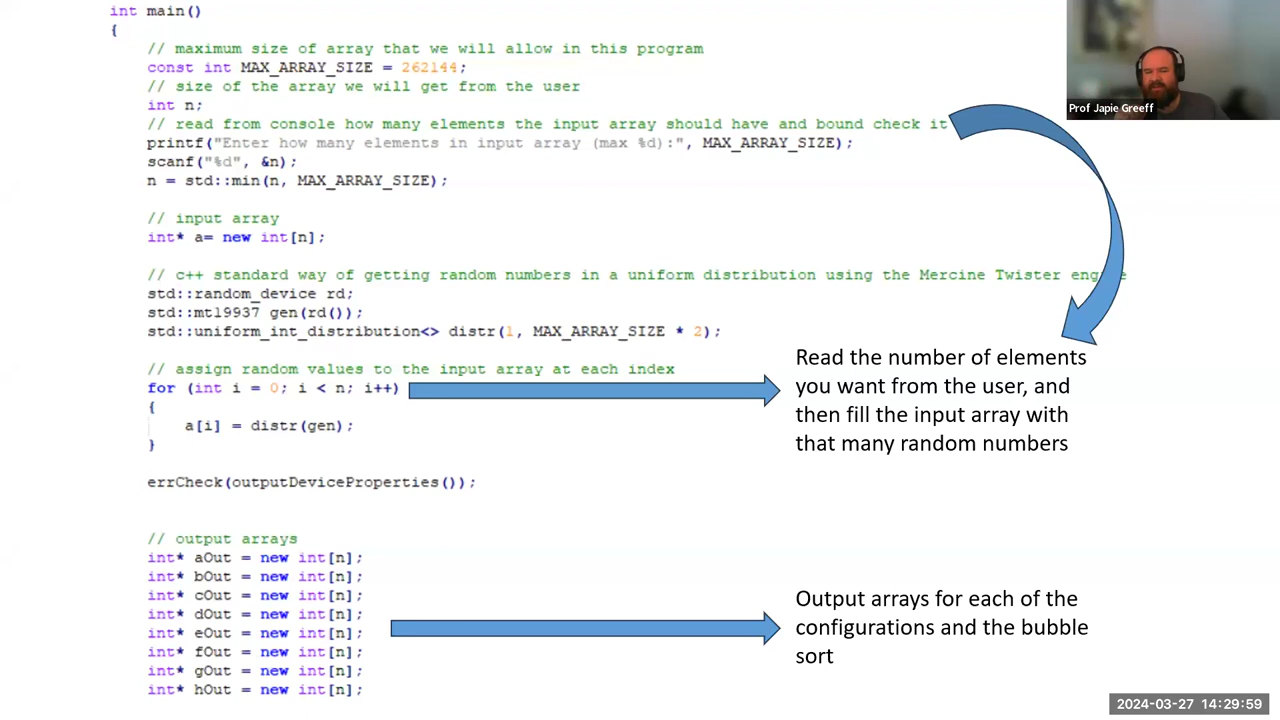 int main()
{
// maximum size of array that we will allow in this program
const int MAX_ARRAY_SIZE = 262144;
// size of the array we will get from the user
int n;
// read from console how many elements the input array should have and bound check it
printf("Enter how many elements in input array (max %d):", MAX_ARRAY_SIZE);
scanf("%d", &n);
n = std::min(n, MAX_ARRAY_SIZE);
// input array
int* a= new int[n];
// c++ standard way of getting random numbers in a uniform distribution using the Mercine Twister engine
std::random_device rd;
std::mt19937 gen(rd());
std::uniform_int_distribution<> distr(1, MAX_ARRAY_SIZE * 2);
// assign random values to the input array at each index
for (int i = 0; i < n; i++)
{
a[i] = distr(gen);
}
errCheck(outputDeviceProperties());
// output arrays
int* aOut = new int[n];
int* bOut = new int[n];
int* cOut = new int[n];
int* dOut = new int[n];
int* eOut = new int[n];
int* fOut = new int[n];
int* gOut = new int[n];
int* hOut = new int[n];
Read the number of elements
you want from the user, and
then fill the input array with
that many random numbers
Output arrays for each of the
configurations and the bubble
sort
Prof Japie Greeff
2024-03-27 14:29:59